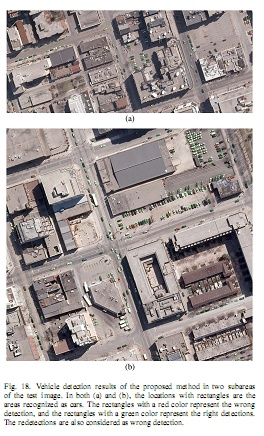 (a)
(b)
Fig. 18. Vehicle detection results of the proposed method in two subareas
of the test image. In both (a) and (b), the locations with rectangles are the
areas recognized as cars. The rectangles with a red color represent the wrong
detection, and the rectangles with a green color represent the right detections.
The redetections are also considered as wrong detection.